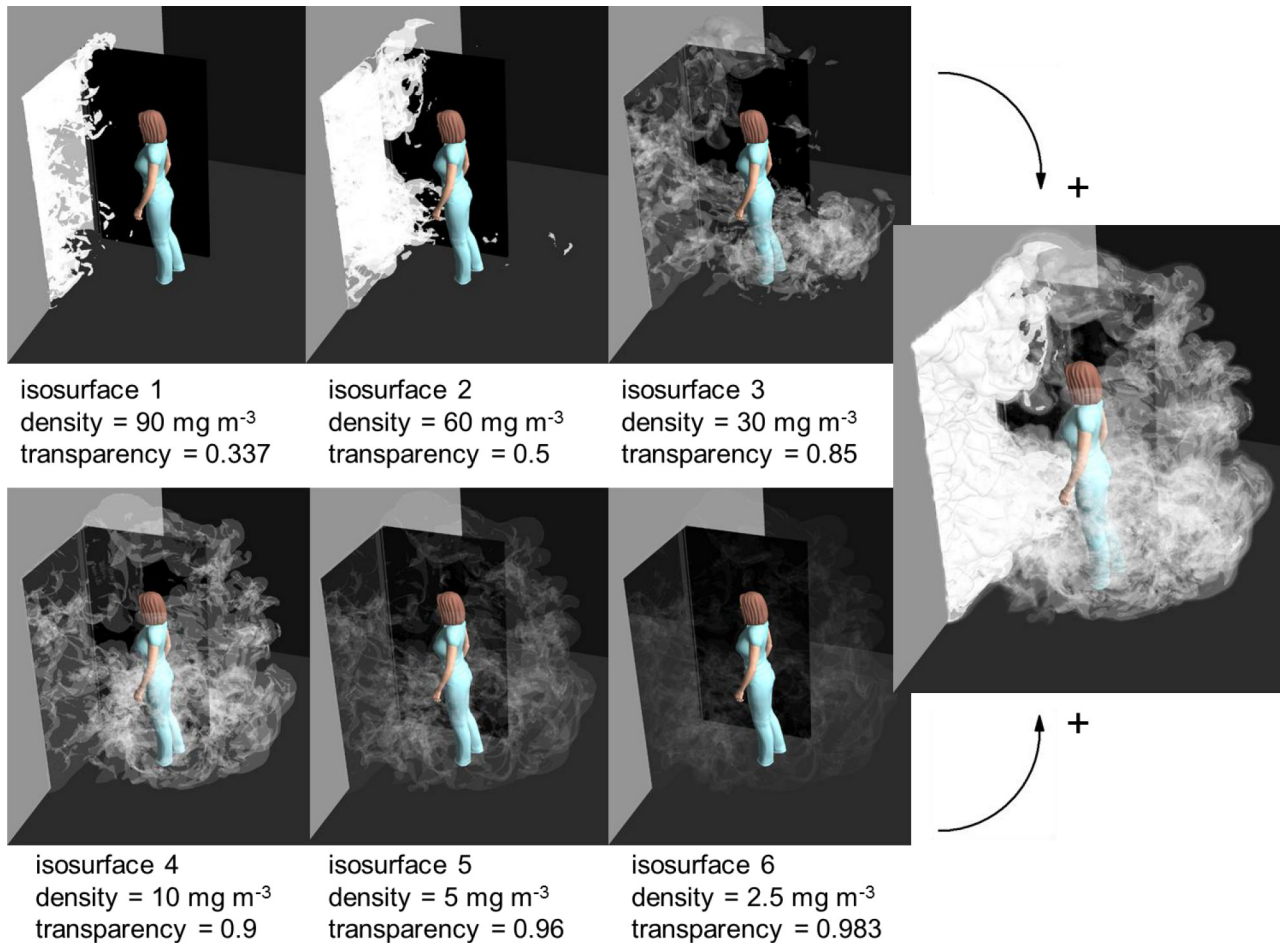 isosurface 1
density = 90 mg m⁻³
transparency = 0.337
isosurface 2
density = 60 mg m⁻³
transparency = 0.5
isosurface 3
density = 30 mg m⁻³
transparency = 0.85
+
+
isosurface 4
density = 10 mg m⁻³
transparency = 0.9
isosurface 5
density = 5 mg m⁻³
transparency = 0.96
isosurface 6
density = 2.5 mg m⁻³
transparency = 0.983